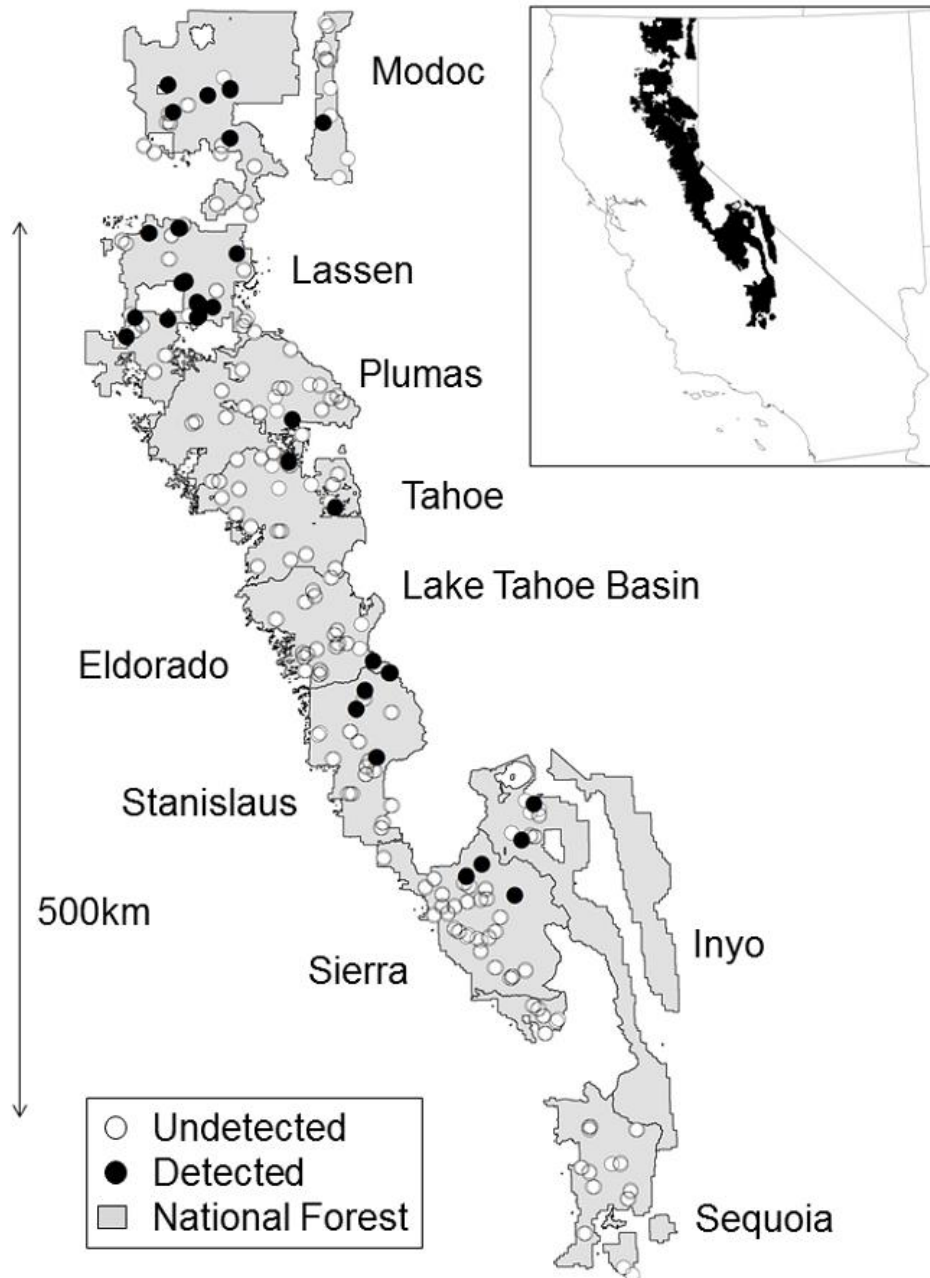 Modoc
Lassen
Plumas
Tahoe
Lake Tahoe Basin
Eldorado
Stanislaus
500km
Inyo
Sierra
Undetected
Detected
National Forest
Sequoia